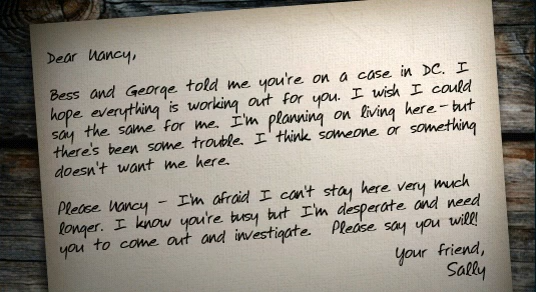 Dear Nancy,
Bess and George told me you're on a case in DC. I
hope everything is working out for you. I wish I could
say the same for me. I'm planning on living here - but
there's been some trouble. I think someone or something
doesn't want me here.
Please Nancy - I'm afraid I can't stay here very much
longer. I know you're busy but I'm desperate and need
you to come out and investigate. Please say you will!
Your friend,
Sally